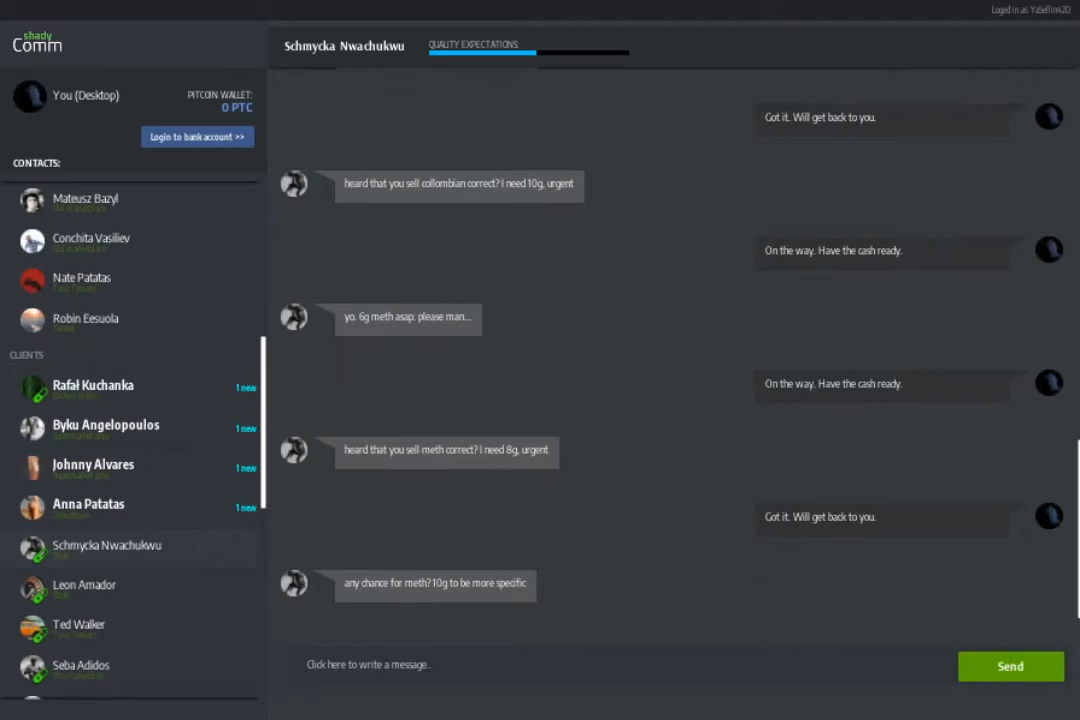 Loged in as YaSellin420
shady
Comm
Schmycka Nwachukwu
QUALITY EXPECTATIONS:
You (Desktop)
PITCOIN WALLET:
0 PTC
Login to bank account >>
CONTACTS:
Mateusz Bazyl
Conchita Vasiliev
Nate Patatas
Robin Eesuola
CLIENTS
Rafał Kuchanka
1 new
Byku Angelopoulos
1 new
Johnny Alvares
1 new
Anna Patatas
1 new
Schmycka Nwachukwu
Leon Amador
Ted Walker
Seba Adidos
Got it. Will get back to you.
heard that you sell collombian correct? I need 10g, urgent
On the way. Have the cash ready.
yo. 6g meth asap. please man...
On the way. Have the cash ready.
heard that you sell meth correct? I need 8g, urgent
Got it. Will get back to you.
any chance for meth? 10g to be more specific
Click here to write a message...
Send